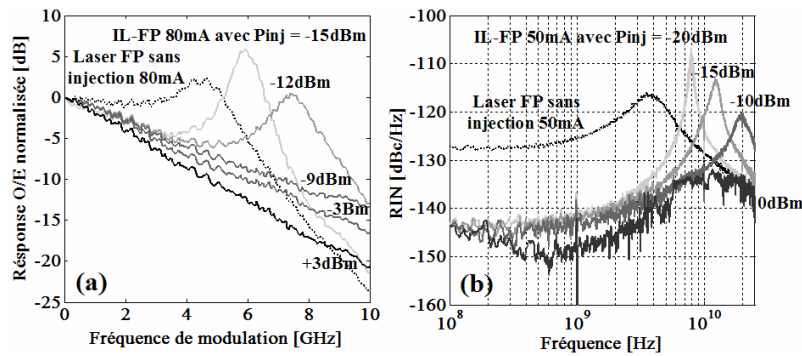 10
5
0
-5
-10
-15
-20
-25
0
2
4
6
8
10
Résponse O/E normalisée [dB]
Fréquence de modulation [GHz]
IL-FP 80mA avec Pinj = -15dBm
Laser FP sans
injection 80mA
-12dBm
-9dBm
-3Bm
+3dBm
(a)
-100
-110
-120
-130
-140
-150
-160
10^8
10^9
10^10
RIN [dBc/Hz]
Fréquence [Hz]
IL-FP 50mA avec Pinj = -20dBm
Laser FP sans
injection 50mA
15dBm
-10dBm
0dBm
(b)